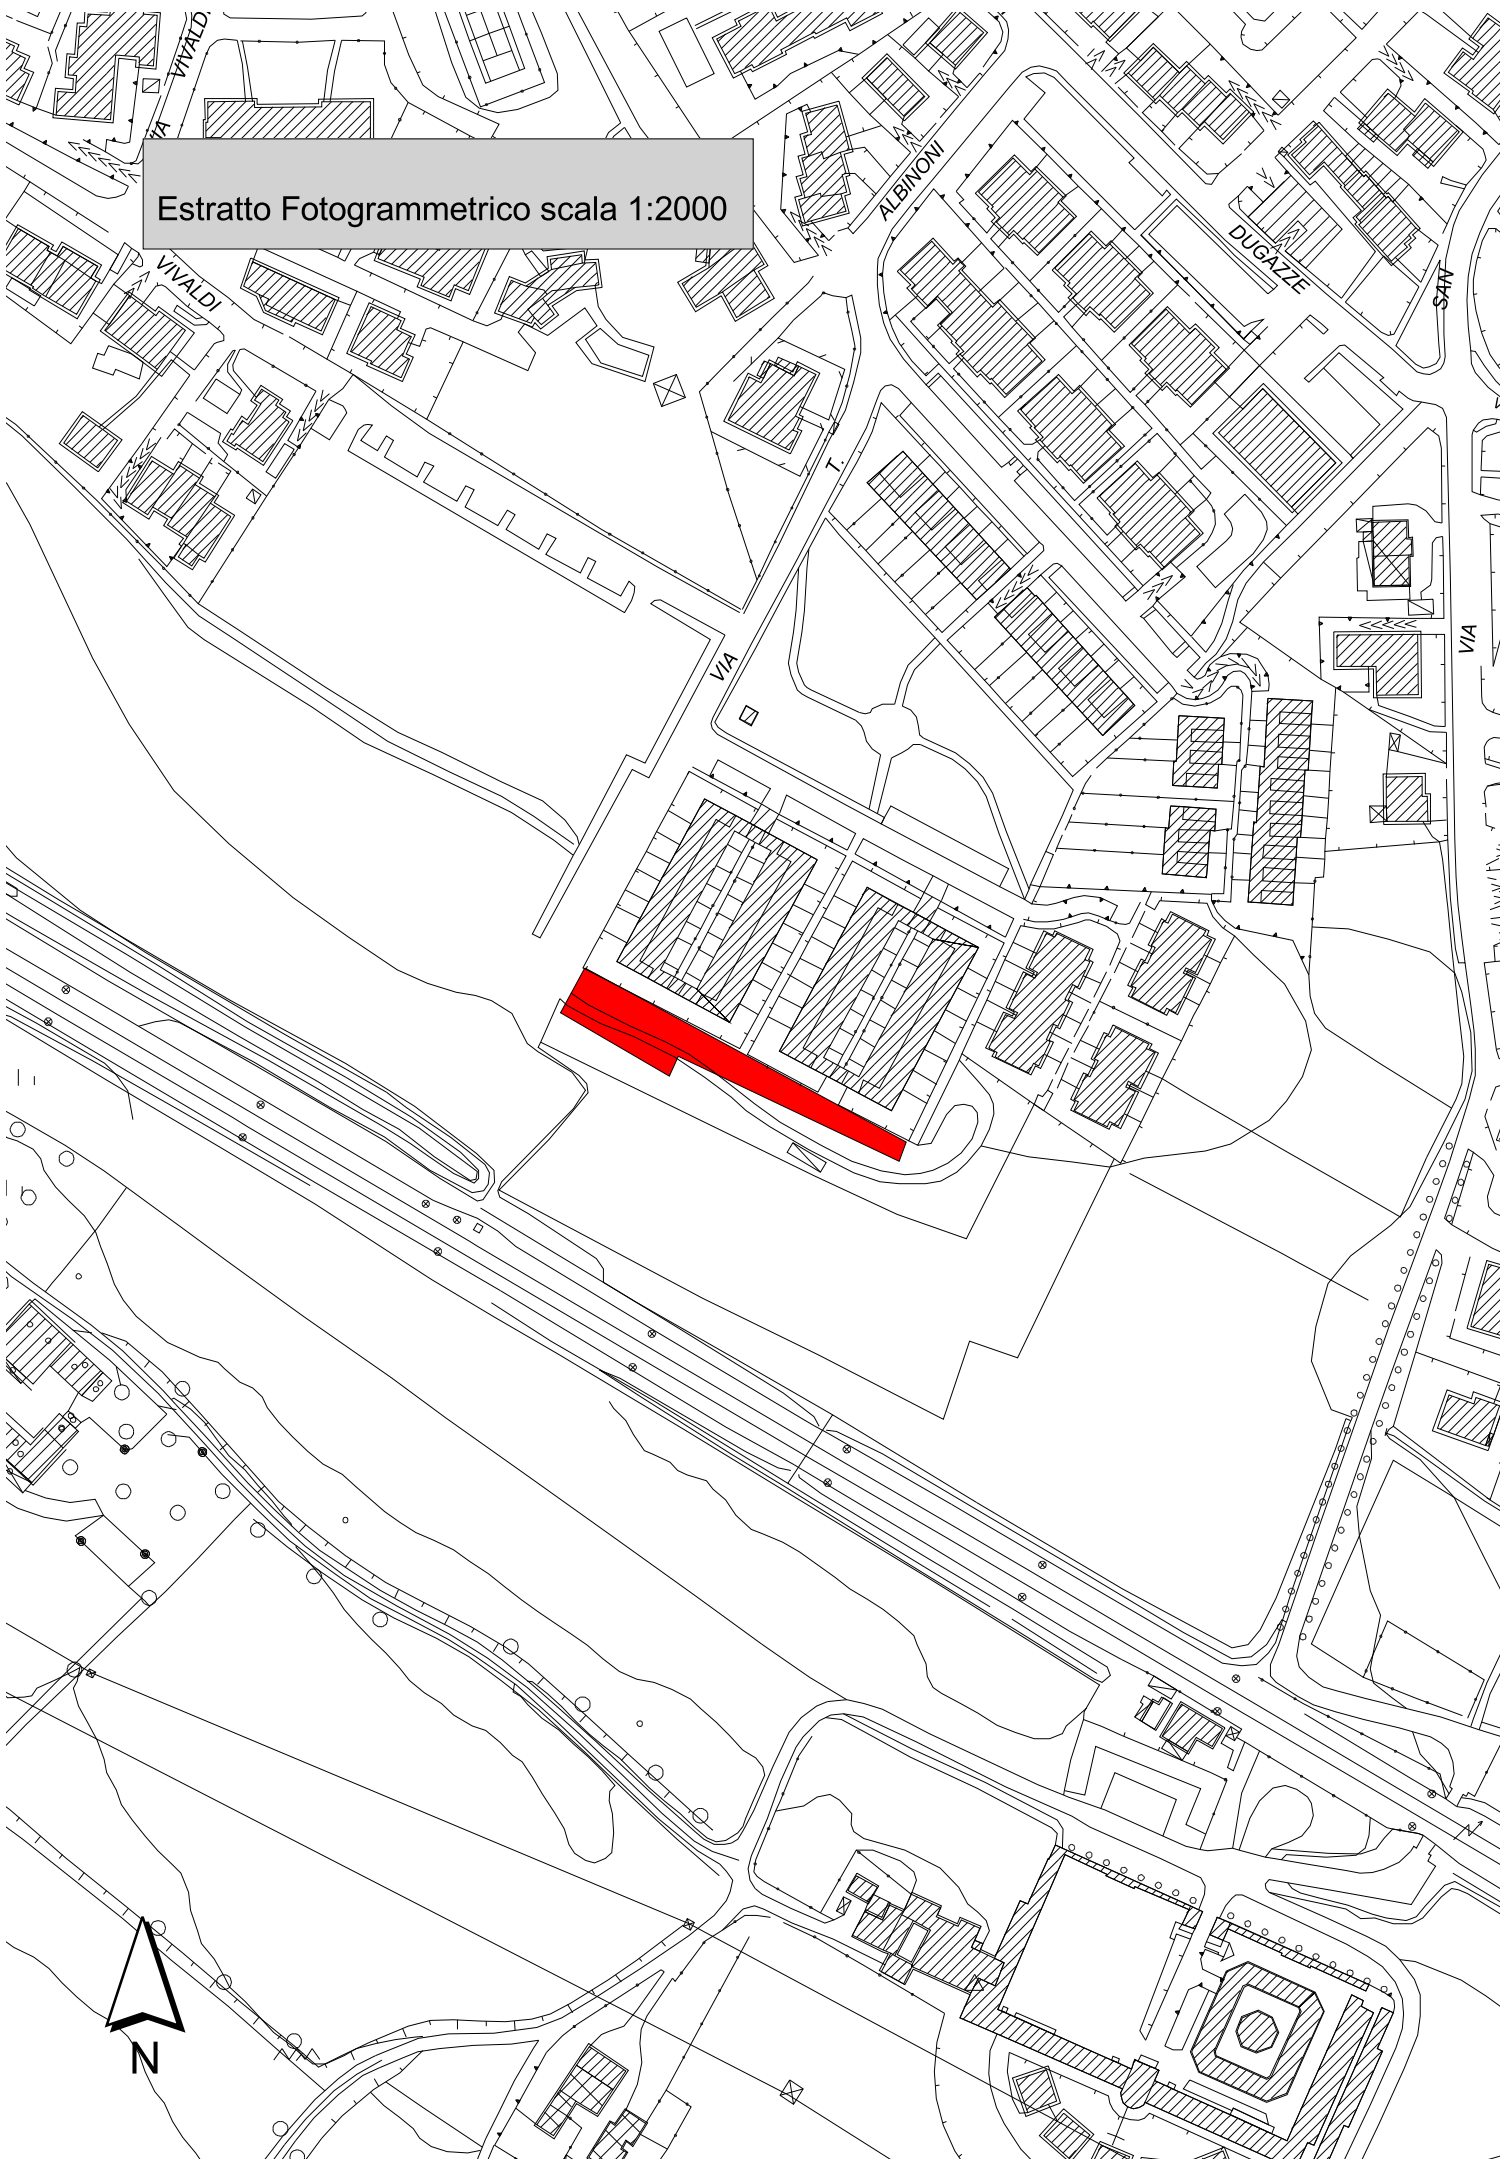 VIVALDI
VIA
Estratto Fotogrammetrico scala 1:2000
ALBINONI
DUGAZZE
SAN
VIVALDI
T.
VIA
VIA
N